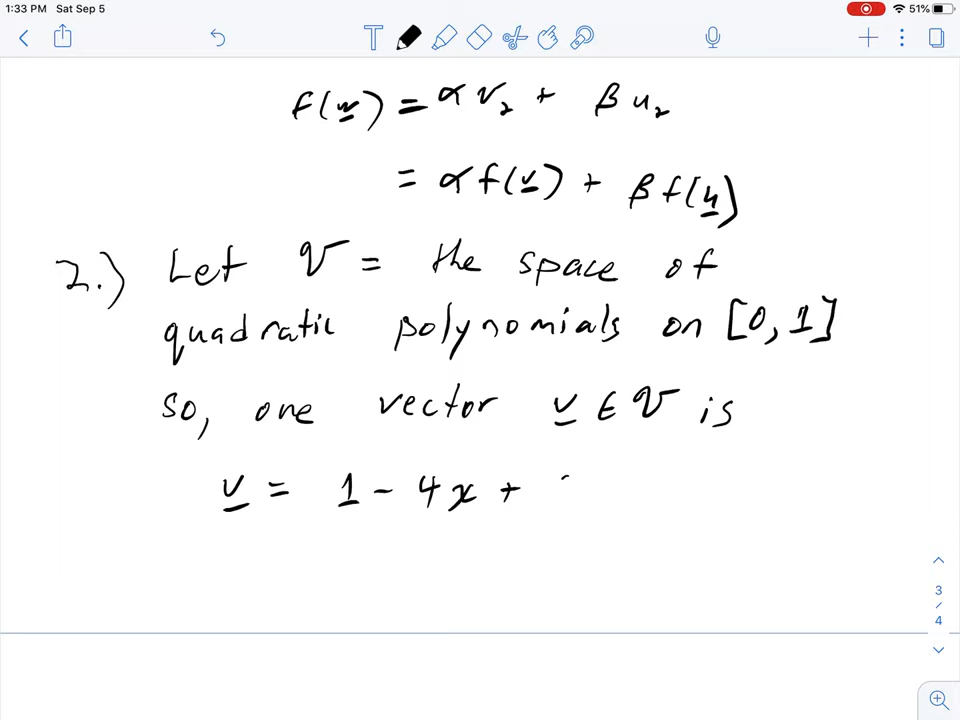 1:33 PM Sat Sep 5 51%
T
f(w) = αv₂ + βu₂
= αf(v) + βf(u)
2.) Let V = the space of
quadratic polynomials on [0, 1]
so, one vector v ∈ V is
v = 1 - 4x +
3
/
4